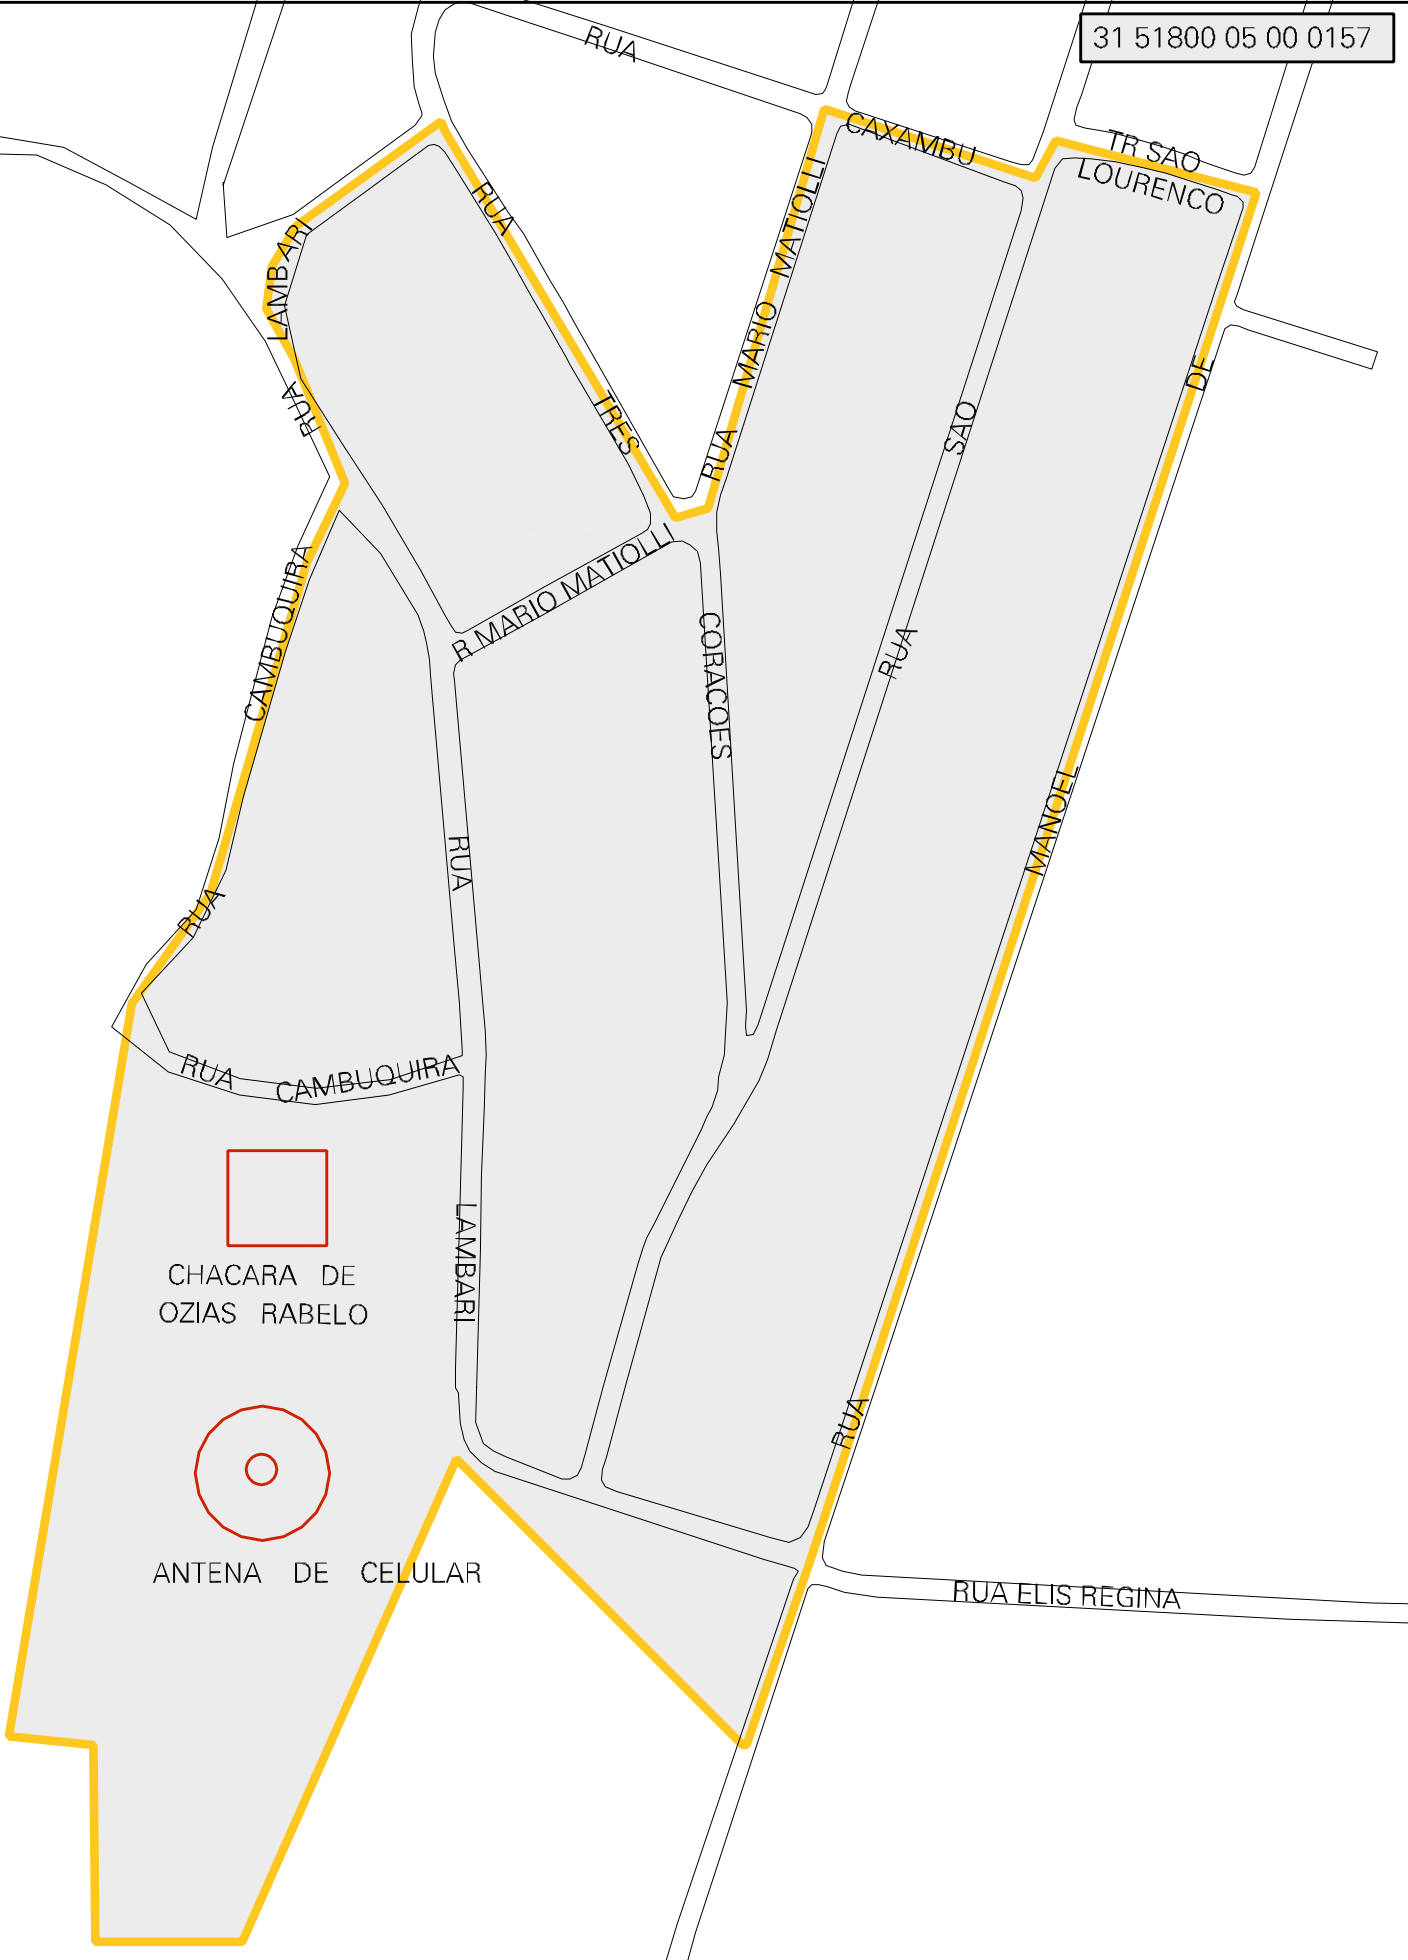 31 51800 05 00 0157
RUA
CAXAMBU
TR SAO
LOURENCO
RUA
TRES
LAMBARI
RUA
RUA MARIO MATIOLLI
DE
SAO
RUA
R MARIO MATIOLLI
CORACOES
CAMBUQUIRA
RUA
MANOEL
RUA
RUA CAMBUQUIRA
LAMBARI
CHACARA DE
OZIAS RABELO
RUA
ANTENA DE CELULAR
RUA ELIS REGINA